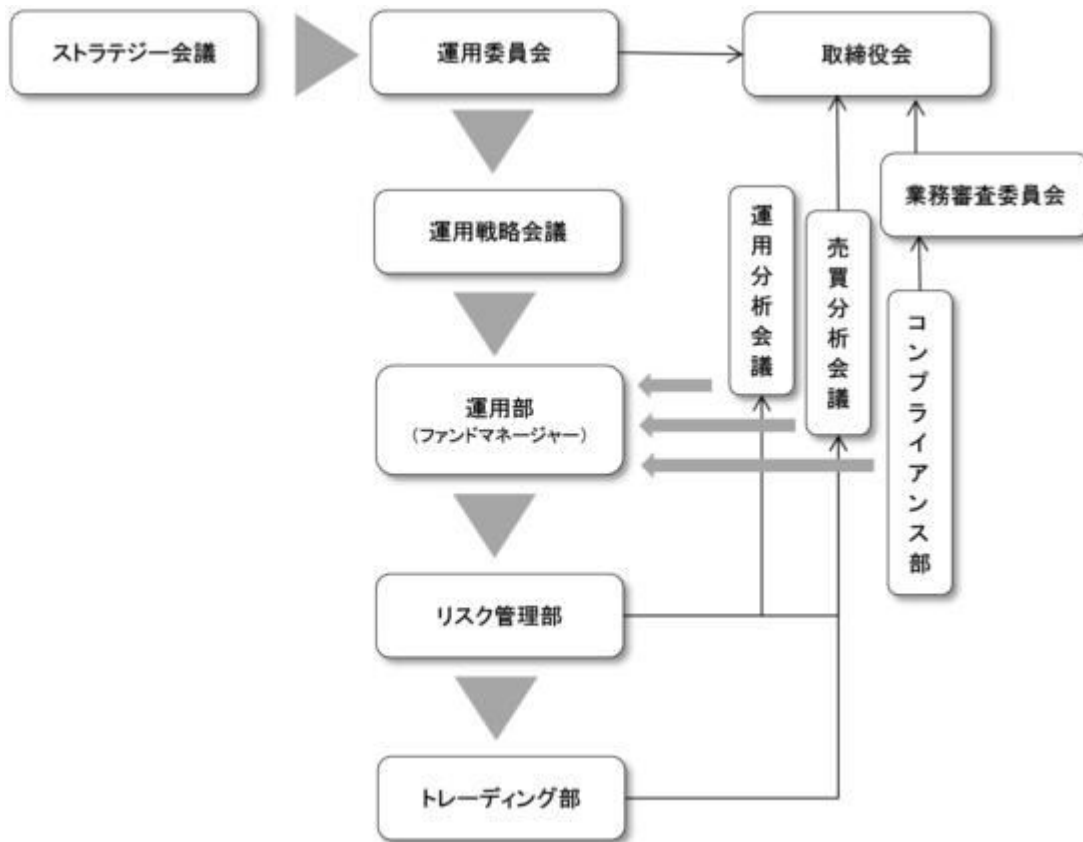 ストラテジー会議
運用委員会
取締役会
業務審査委員会
運用戦略会議
運用分析会議
売買分析会議
コンプライアンス部
運用部
(ファンドマネージャー)
リスク管理部
トレーディング部